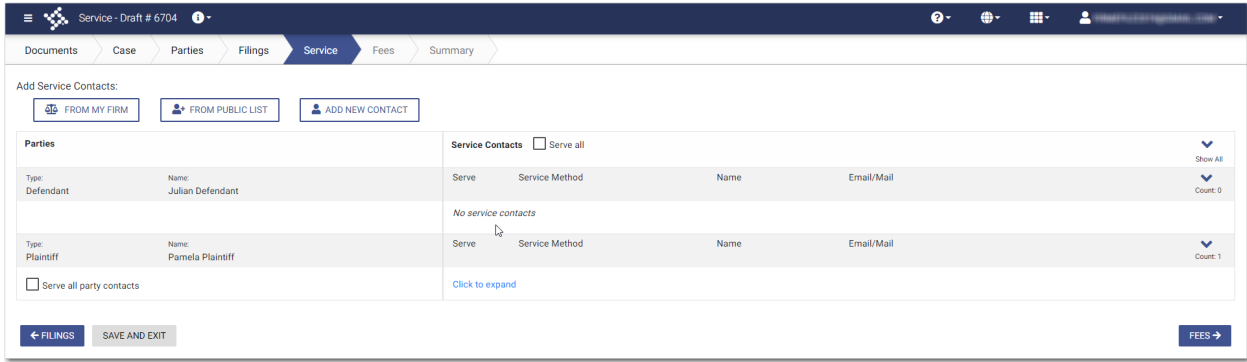 Service - Draft # 6704
Documents Case Parties Filings Service Fees Summary
Add Service Contacts:
FROM MY FIRM FROM PUBLIC LIST ADD NEW CONTACT
Parties Service Contacts Serve all
Show All
Type: Name: Serve Service Method Name Email/Mail
Defendant Julian Defendant Count: 0
No service contacts
Type: Name: Serve Service Method Name Email/Mail
Plaintiff Pamela Plaintiff Count: 1
Serve all party contacts Click to expand
FILINGS SAVE AND EXIT FEES